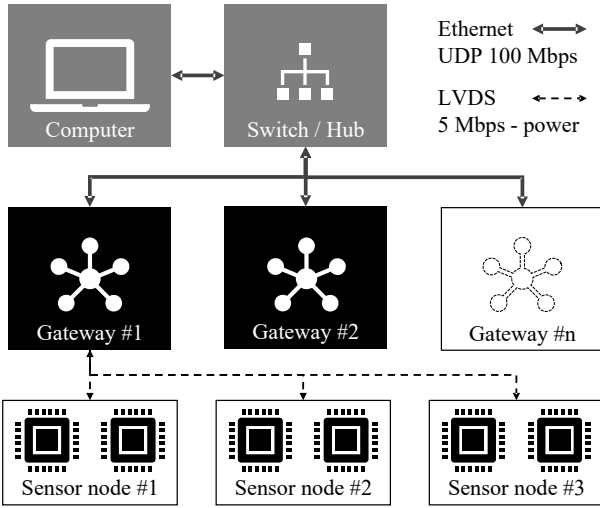 Ethernet
UDP 100 Mbps
LVDS
5 Mbps - power
Computer
Switch / Hub
Gateway #1
Gateway #2
Gateway #n
Sensor node #1
Sensor node #2
Sensor node #3